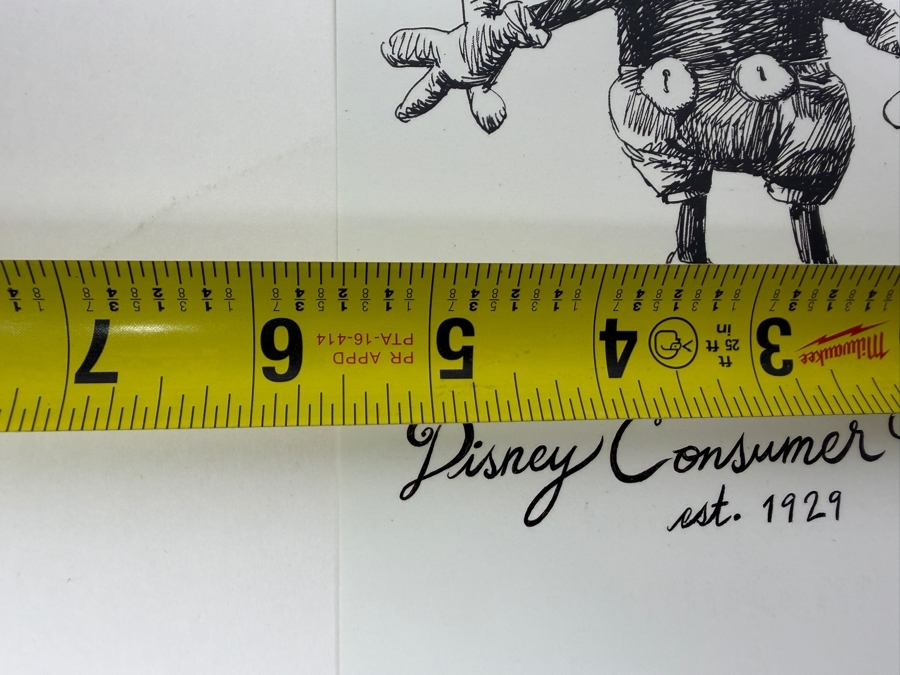 7 6 5 4 3
PR APPD
PTA-16-414
25 ft
in
ft
Milwaukee
Disney Consumer
est. 1929